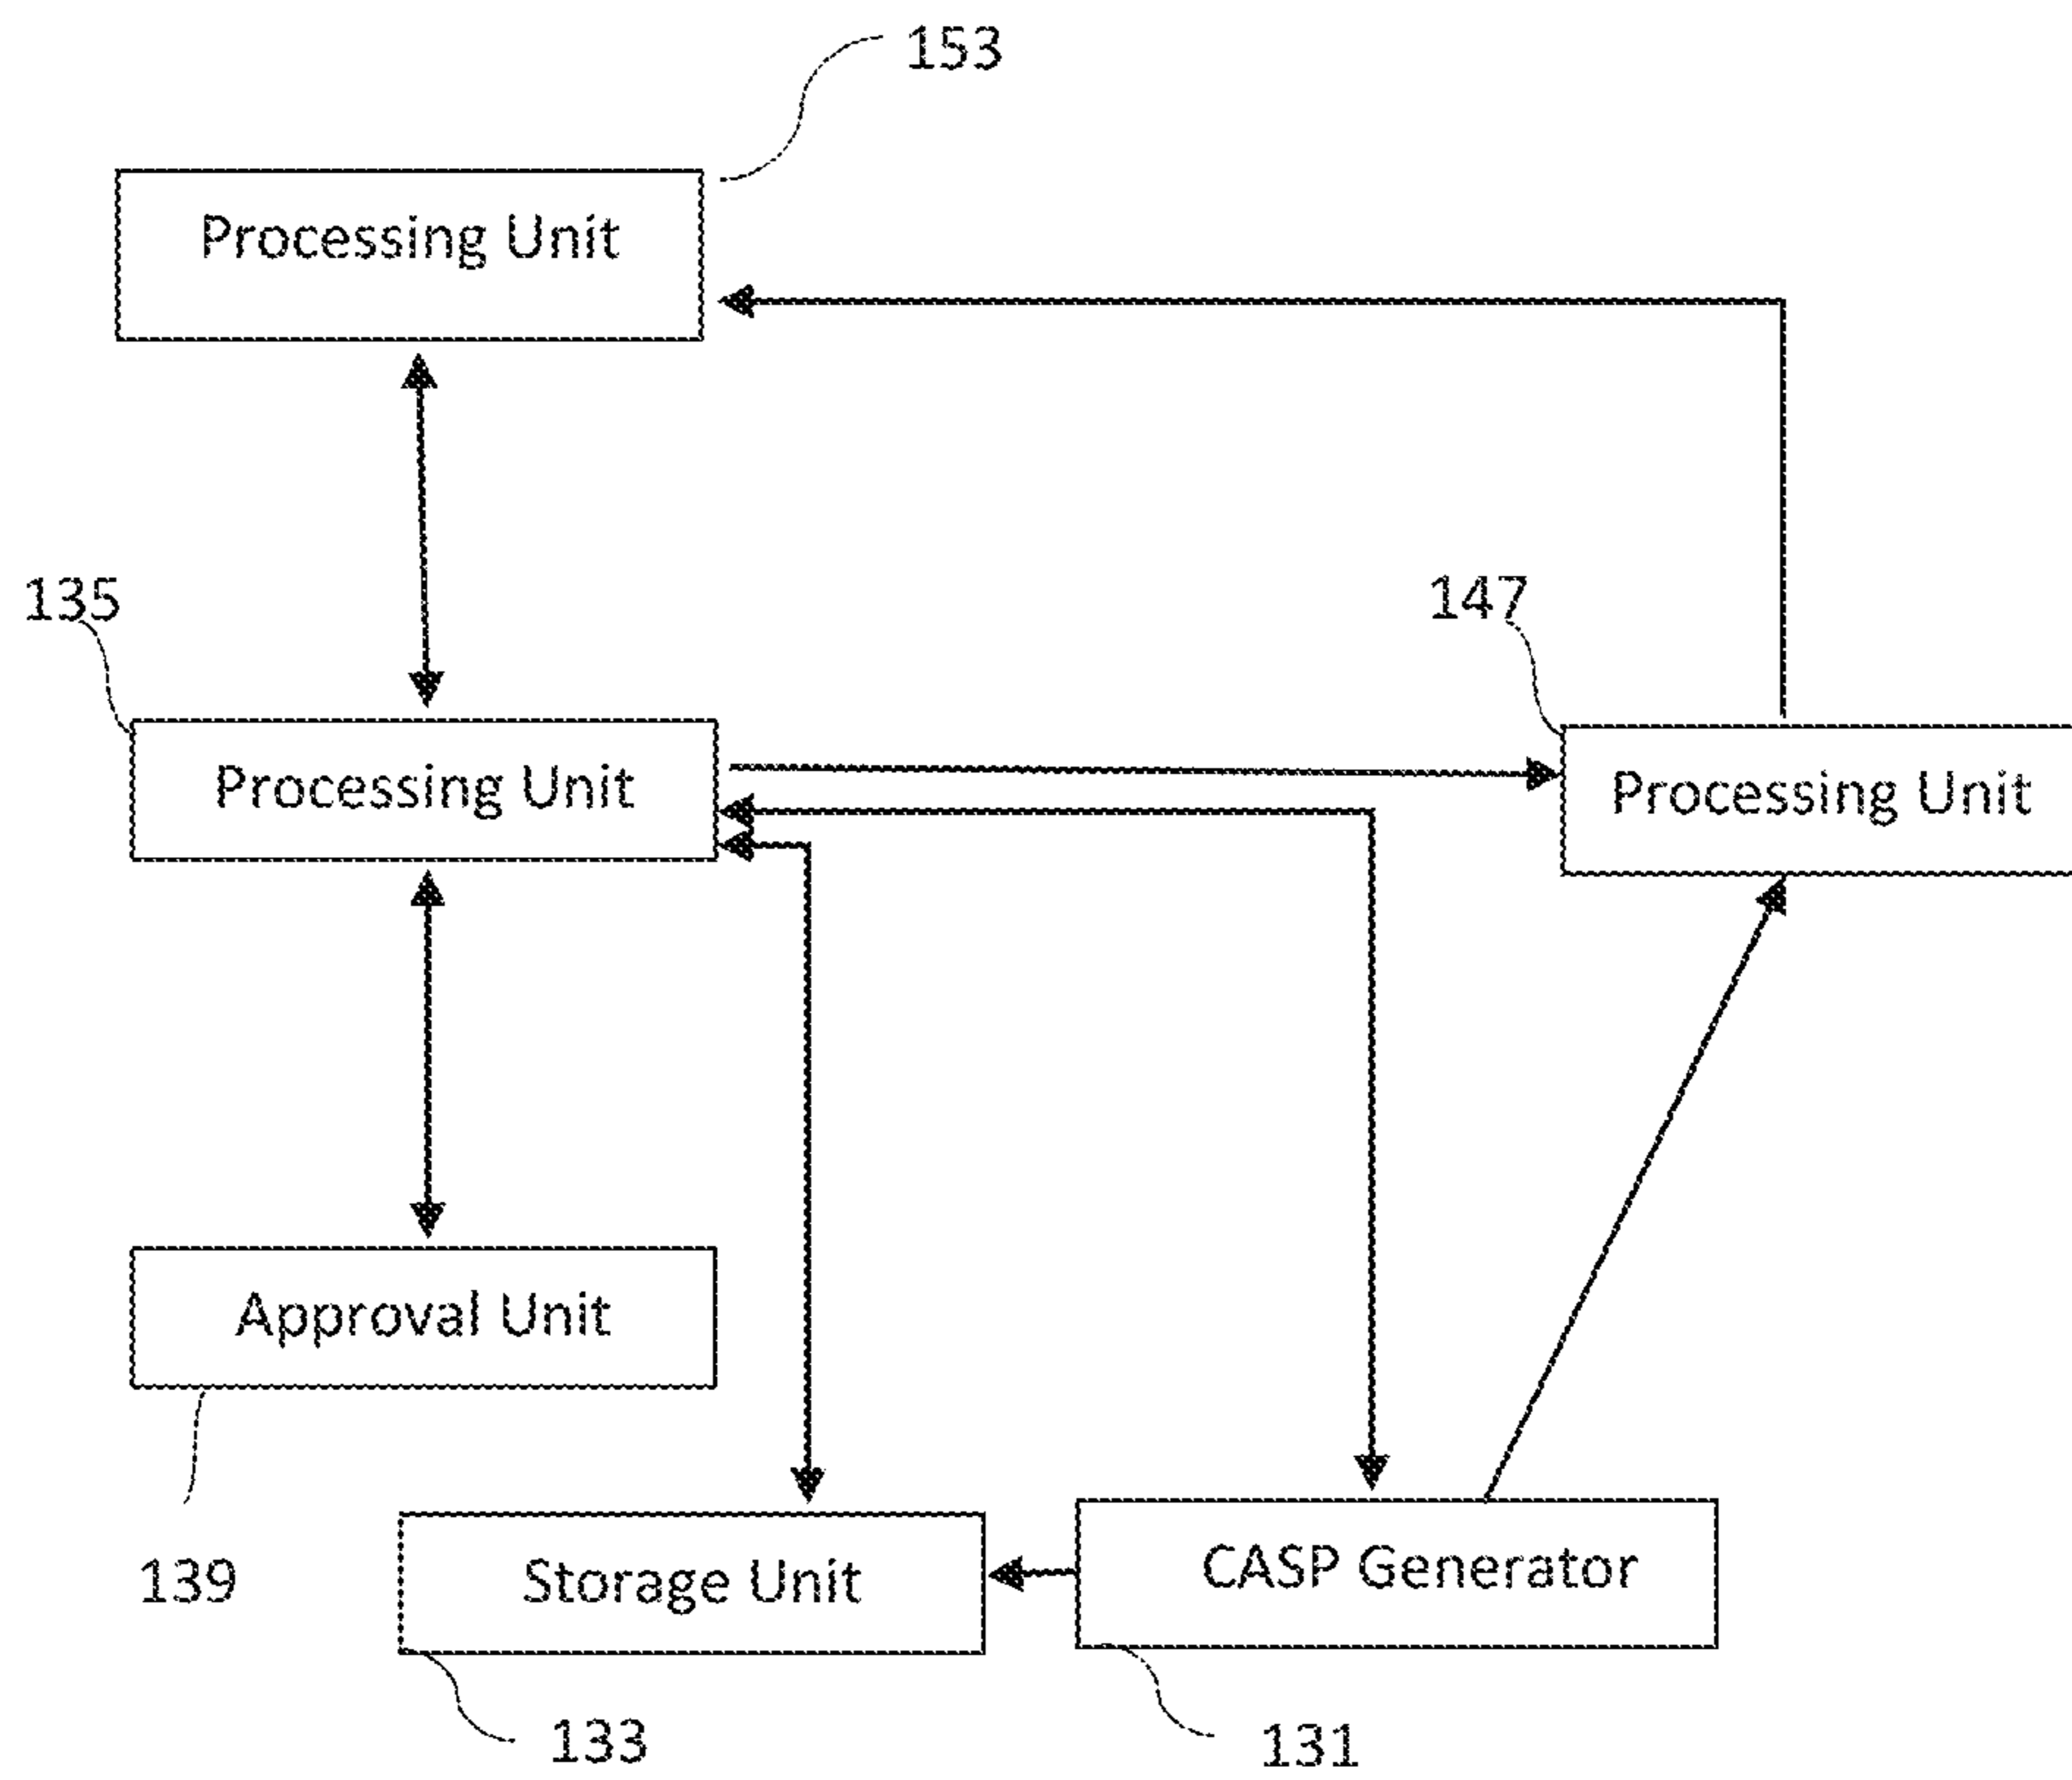 153
Processing Unit
135
147
Processing Unit
Processing Unit
Approval Unit
139
Storage Unit
CASP Generator
133
131